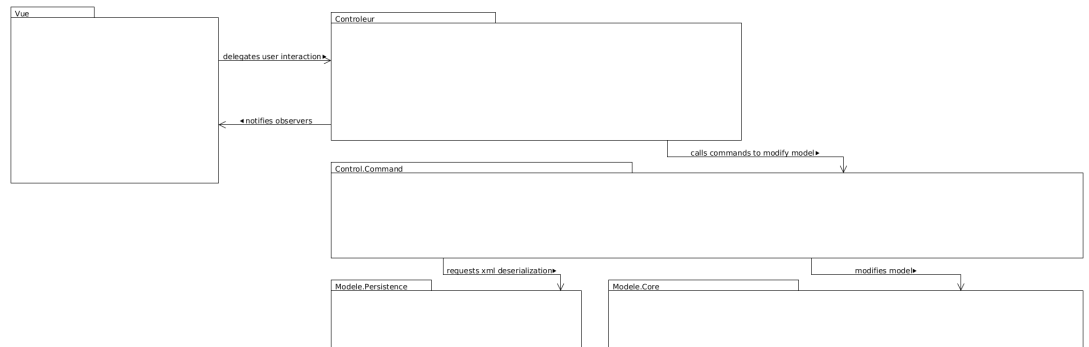 Vue
Controleur
delegates user interaction▶
◀notifies observers
calls commands to modify model▶
Control.Command
requests xml deserialization▶
modifies model▶
Modele.Persistence
Modele.Core